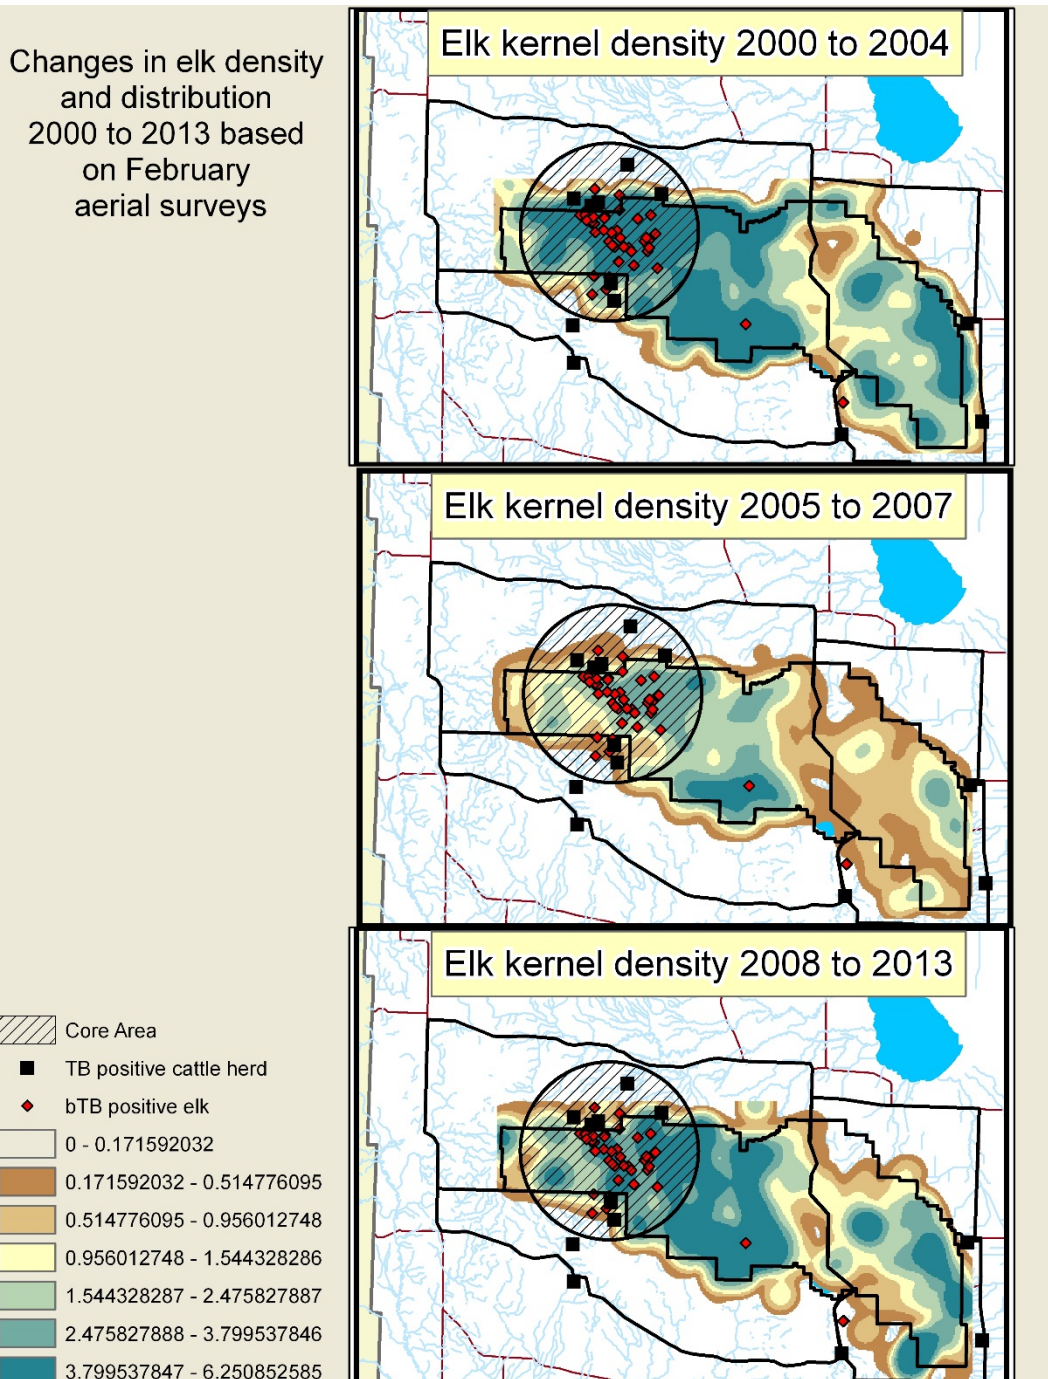 Changes in elk density
and distribution
2000 to 2013 based
on February
aerial surveys
Elk kernel density 2000 to 2004
Elk kernel density 2005 to 2007
Elk kernel density 2008 to 2013
Core Area
TB positive cattle herd
bTB positive elk
0 - 0.171592032
0.171592032 - 0.514776095
0.514776095 - 0.956012748
0.956012748 - 1.544328286
1.544328287 - 2.475827887
2.475827888 - 3.799537846
3.799537847 - 6.250852585